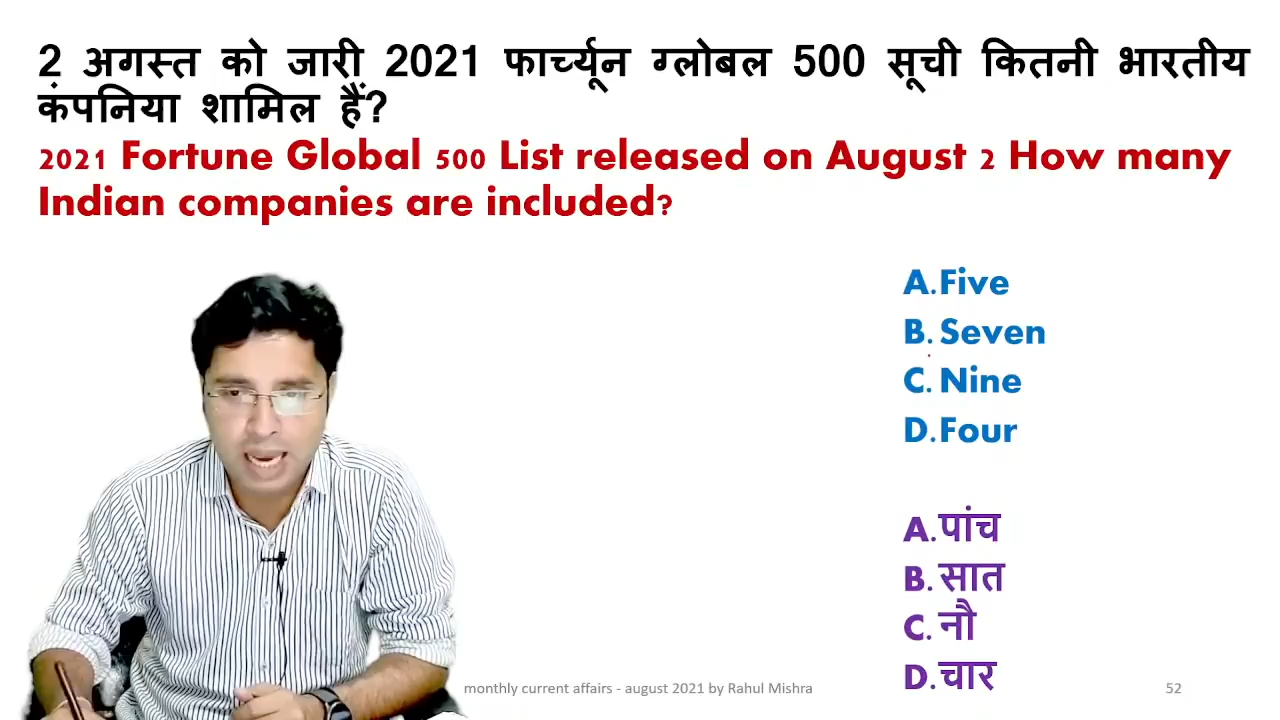 2 अगस्त को जारी 2021 फार्च्यून ग्लोबल 500 सूची कितनी भारतीय
कंपनिया शामिल हैं?
2021 Fortune Global 500 List released on August 2 How many
Indian companies are included?
A.Five
B. Seven
C. Nine
D.Four
A.पांच
B. सात
C. नौ
D.चार
monthly current affairs - august 2021 by Rahul Mishra
52